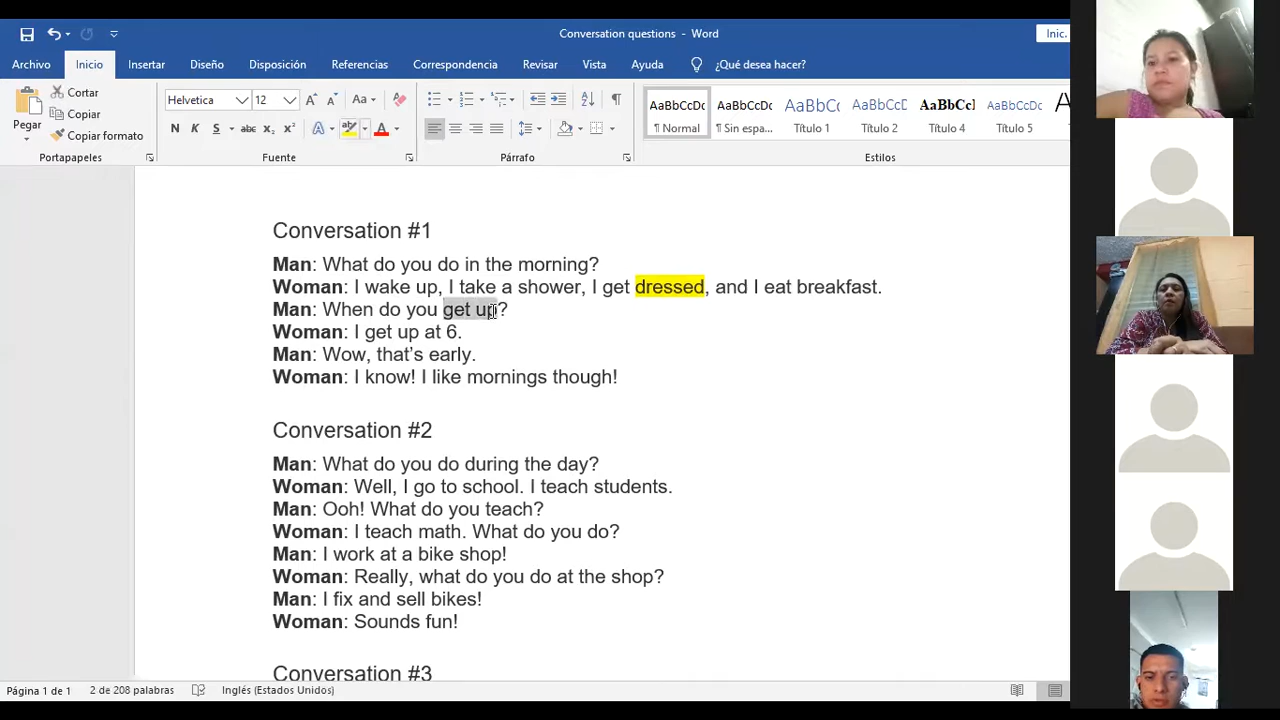 Conversation questions - Word
Inic.
Archivo Inicio Insertar Diseño Disposición Referencias Correspondencia Revisar Vista Ayuda ¿Qué desea hacer?
Pegar
Cortar
Copiar
Copiar formato
Portapapeles
Helvetica 12
Fuente
Párrafo
AaBbCcDc AaBbCcDc AaBbC AaBbCcD AaBbCcl AaBbCcDc
¶ Normal ¶ Sin espa... Título 1 Título 2 Título 4 Título 5
Estilos
Conversation #1
Man: What do you do in the morning?
Woman: I wake up, I take a shower, I get dressed, and I eat breakfast.
Man: When do you get up?
Woman: I get up at 6.
Man: Wow, that’s early.
Woman: I know! I like mornings though!
Conversation #2
Man: What do you do during the day?
Woman: Well, I go to school. I teach students.
Man: Ooh! What do you teach?
Woman: I teach math. What do you do?
Man: I work at a bike shop!
Woman: Really, what do you do at the shop?
Man: I fix and sell bikes!
Woman: Sounds fun!
Conversation #3
Página 1 de 1 2 de 208 palabras Inglés (Estados Unidos)